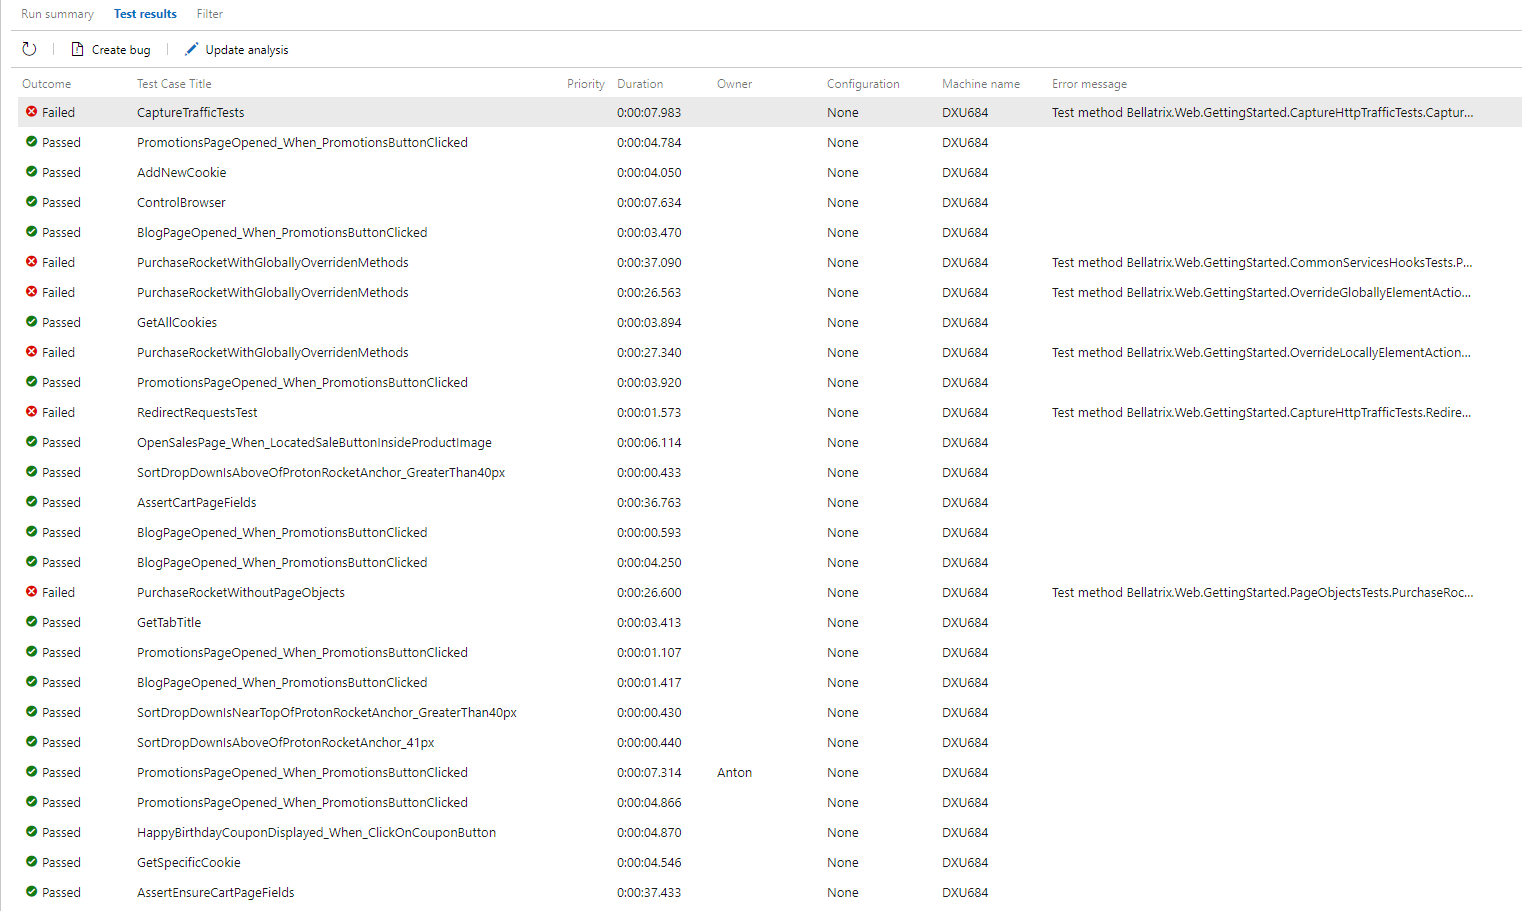 Run summary Test results Filter
Create bug Update analysis
Outcome Test Case Title Priority Duration Owner Configuration Machine name Error message
Failed CaptureTrafficTests 0:00:07.983 None DXU684 Test method Bellatrix.Web.GettingStarted.CaptureHttpTrafficTests.Captur...
Passed PromotionsPageOpened_When_PromotionsButtonClicked 0:00:04.784 None DXU684
Passed AddNewCookie 0:00:04.050 None DXU684
Passed ControlBrowser 0:00:07.634 None DXU684
Passed BlogPageOpened_When_PromotionsButtonClicked 0:00:03.470 None DXU684
Failed PurchaseRocketWithGloballyOverridenMethods 0:00:37.090 None DXU684 Test method Bellatrix.Web.GettingStarted.CommonServicesHooksTests.P...
Failed PurchaseRocketWithGloballyOverridenMethods 0:00:26.563 None DXU684 Test method Bellatrix.Web.GettingStarted.OverrideGloballyElementActio...
Passed GetAllCookies 0:00:03.894 None DXU684
Failed PurchaseRocketWithGloballyOverridenMethods 0:00:27.340 None DXU684 Test method Bellatrix.Web.GettingStarted.OverrideLocallyElementAction...
Passed PromotionsPageOpened_When_PromotionsButtonClicked 0:00:03.920 None DXU684
Failed RedirectRequestsTest 0:00:01.573 None DXU684 Test method Bellatrix.Web.GettingStarted.CaptureHttpTrafficTests.Redire...
Passed OpenSalesPage_When_LocatedSaleButtonInsideProductImage 0:00:06.114 None DXU684
Passed SortDropDownIsAboveOfProtonRocketAnchor_GreaterThan40px 0:00:00.433 None DXU684
Passed AssertCartPageFields 0:00:36.763 None DXU684
Passed BlogPageOpened_When_PromotionsButtonClicked 0:00:00.593 None DXU684
Passed BlogPageOpened_When_PromotionsButtonClicked 0:00:04.250 None DXU684
Failed PurchaseRocketWithoutPageObjects 0:00:26.600 None DXU684 Test method Bellatrix.Web.GettingStarted.PageObjectsTests.PurchaseRoc...
Passed GetTabTitle 0:00:03.413 None DXU684
Passed PromotionsPageOpened_When_PromotionsButtonClicked 0:00:01.107 None DXU684
Passed BlogPageOpened_When_PromotionsButtonClicked 0:00:01.417 None DXU684
Passed SortDropDownIsNearTopOfProtonRocketAnchor_GreaterThan40px 0:00:00.430 None DXU684
Passed SortDropDownIsAboveOfProtonRocketAnchor_41px 0:00:00.440 None DXU684
Passed PromotionsPageOpened_When_PromotionsButtonClicked 0:00:07.314 Anton None DXU684
Passed PromotionsPageOpened_When_PromotionsButtonClicked 0:00:04.866 None DXU684
Passed HappyBirthdayCouponDisplayed_When_ClickOnCouponButton 0:00:04.870 None DXU684
Passed GetSpecificCookie 0:00:04.546 None DXU684
Passed AssertEnsureCartPageFields 0:00:37.433 None DXU684